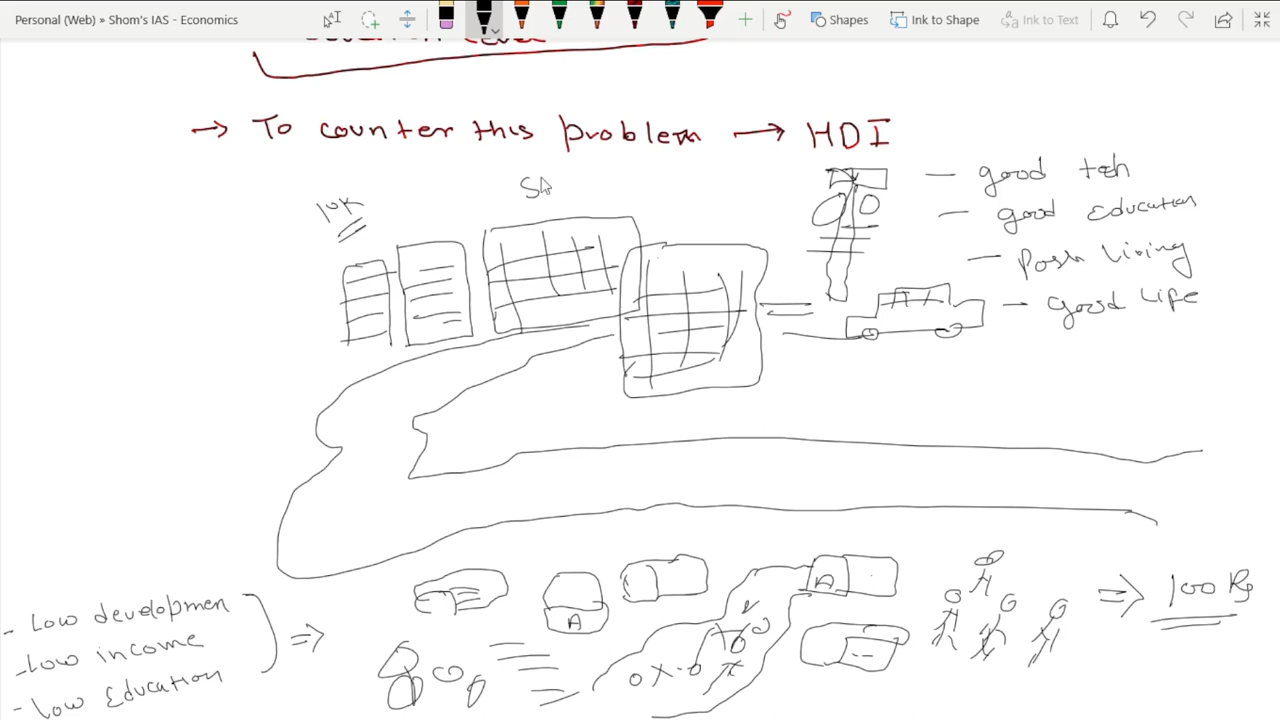 Personal (Web) » Shom's IAS - Economics
Shapes
Ink to Shape
Ink to Text
→ To counter this problem → HDI
10K
- good tech
- good Education
- Posh living
- good life
- Low developmen
- Low income
- Low Education
⇒
A
A
⇒ 100 Rs